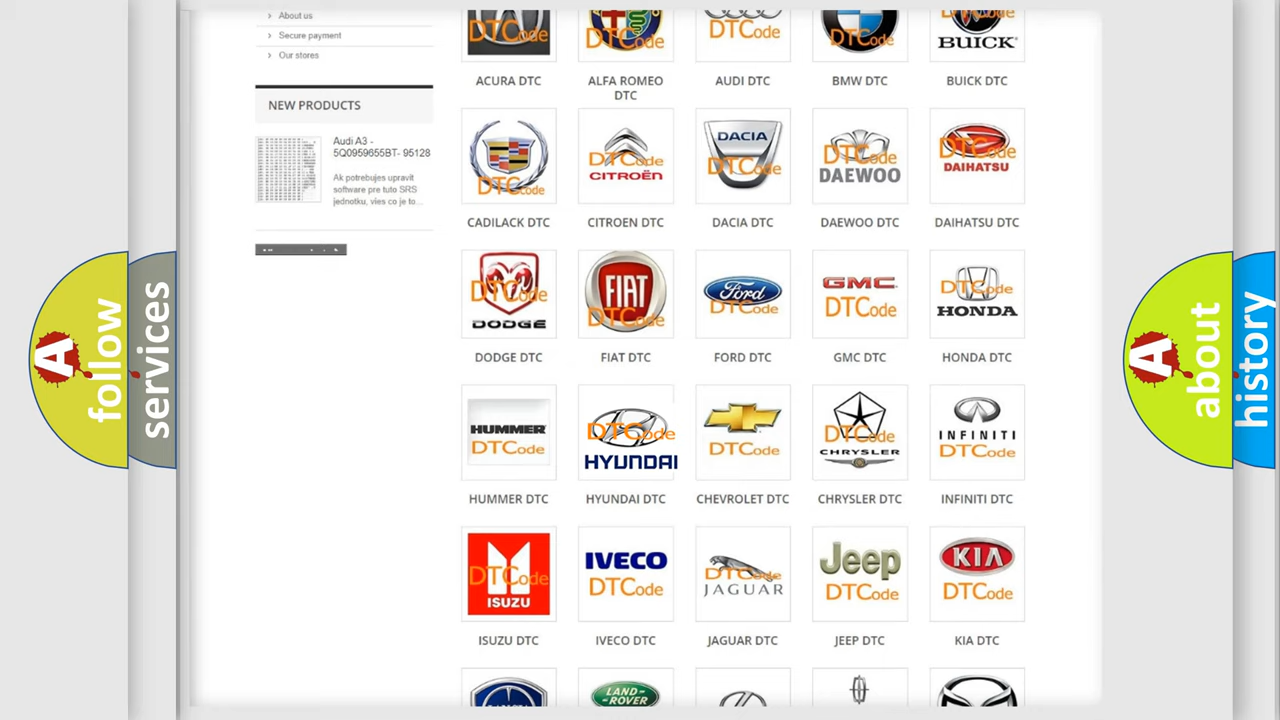 About us
Secure payment
Our stores
NEW PRODUCTS
Audi A3 -
5Q0959655BT- 95128
Ak potrebujes upravit
software pre tuto SRS
jednotku, vies co je to...
DTCode
DTCode
DTCode
DTCode
BUICK
ACURA DTC
ALFA ROMEO
DTC
AUDI DTC
BMW DTC
BUICK DTC
DTCode
DTCode
CITROËN
DACIA
DTCode
DTCode
DAEWOO
DTCode
DAIHATSU
CADILACK DTC
CITROEN DTC
DACIA DTC
DAEWOO DTC
DAIHATSU DTC
DTCode
DODGE
FIAT
DTCode
Ford
DTCode
GMC
DTCode
DTCode
HONDA
DODGE DTC
FIAT DTC
FORD DTC
GMC DTC
HONDA DTC
HUMMER
DTCode
DTCode
HYUNDAI
DTCode
DTCode
CHRYSLER
INFINITI
DTCode
HUMMER DTC
HYUNDAI DTC
CHEVROLET DTC
CHRYSLER DTC
INFINITI DTC
DTCode
ISUZU
IVECO
DTCode
DTCode
JAGUAR
Jeep
DTCode
KIA
DTCode
ISUZU DTC
IVECO DTC
JAGUAR DTC
JEEP DTC
KIA DTC
LAND-
ROVER
A follow
services
A about
history